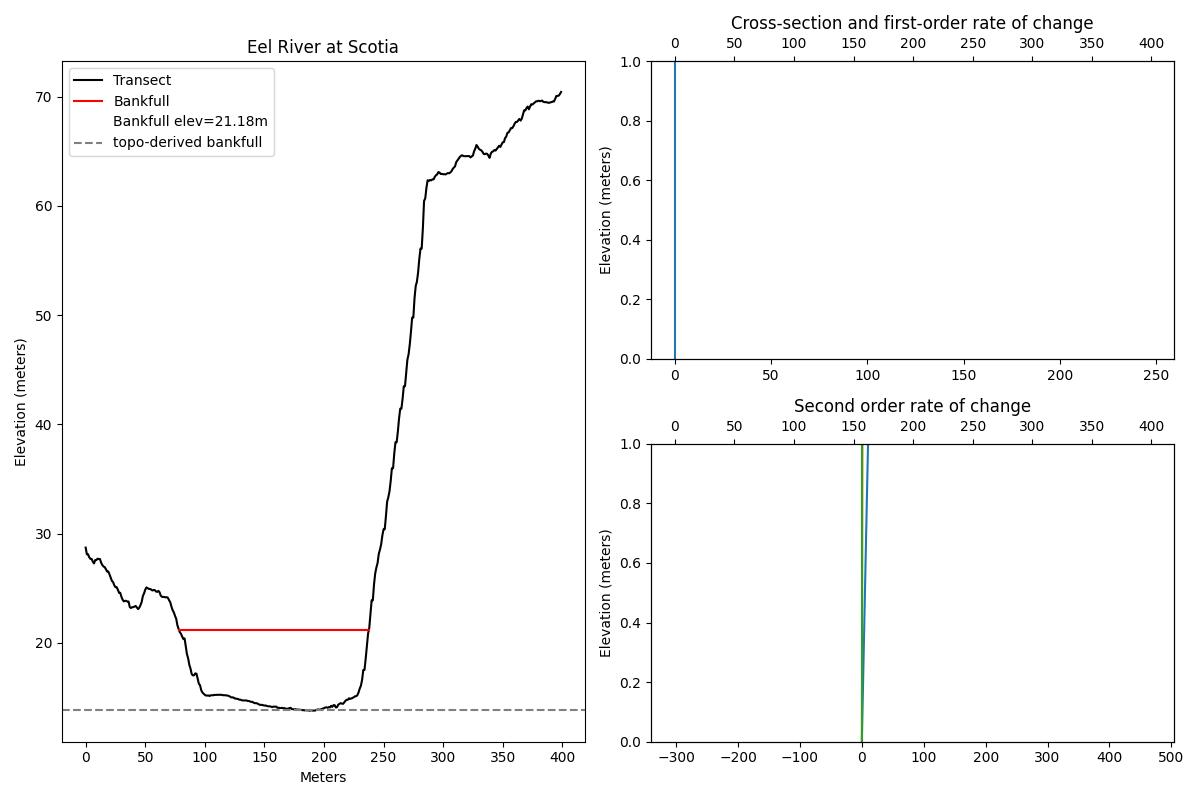 Eel River at Scotia
Transect
Bankfull
Bankfull elev=21.18m
topo-derived bankfull
70
60
50
40
30
20
Elevation (meters)
0 50 100 150 200 250 300 350 400
Meters
Cross-section and first-order rate of change
0 50 100 150 200 250 300 350 400
1.0
0.8
0.6
0.4
0.2
0.0
Elevation (meters)
0 50 100 150 200 250
Second order rate of change
0 50 100 150 200 250 300 350 400
1.0
0.8
0.6
0.4
0.2
0.0
Elevation (meters)
−300 −200 −100 0 100 200 300 400 500